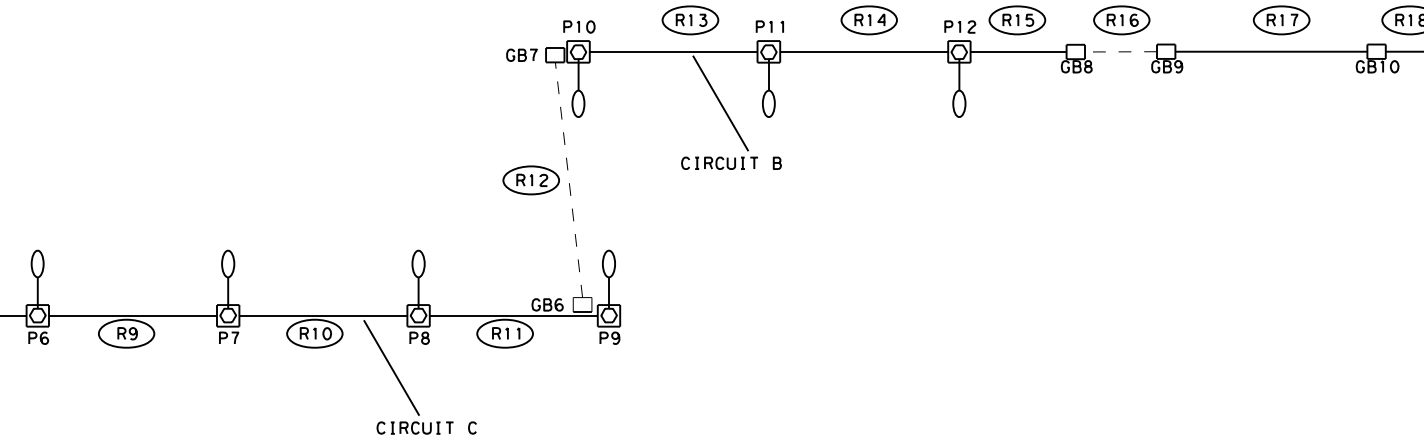 R13 R14 R15 R16 R17 R18
P10 P11 P12
GB7 GB8 GB9 GB10
CIRCUIT B
R12
GB6
P6 R9 P7 R10 P8 R11 P9
CIRCUIT C